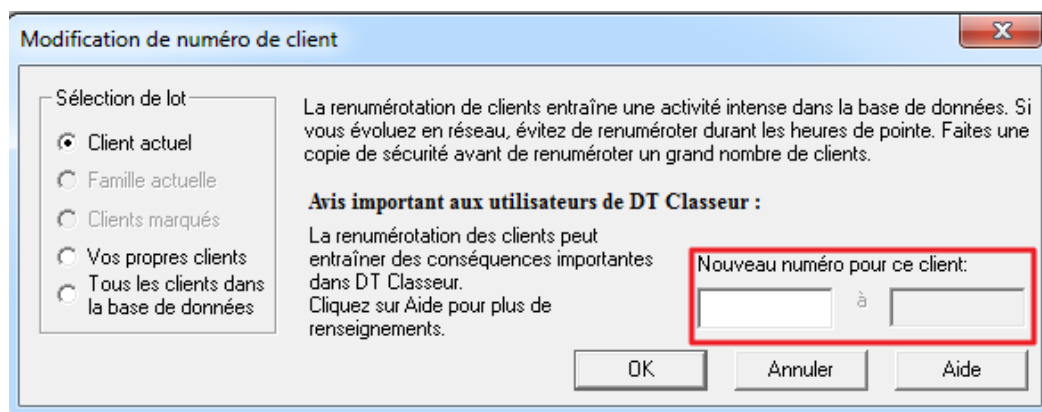 Modification de numéro de client
Sélection de lot
Client actuel
Famille actuelle
Clients marqués
Vos propres clients
Tous les clients dans
la base de données
La renumérotation de clients entraîne une activité intense dans la base de données. Si
vous évoluez en réseau, évitez de renuméroter durant les heures de pointe. Faites une
copie de sécurité avant de renuméroter un grand nombre de clients.
Avis important aux utilisateurs de DT Classeur :
La renumérotation des clients peut
entraîner des conséquences importantes
dans DT Classeur.
Cliquez sur Aide pour plus de
renseignements.
Nouveau numéro pour ce client:
à
OK
Annuler
Aide